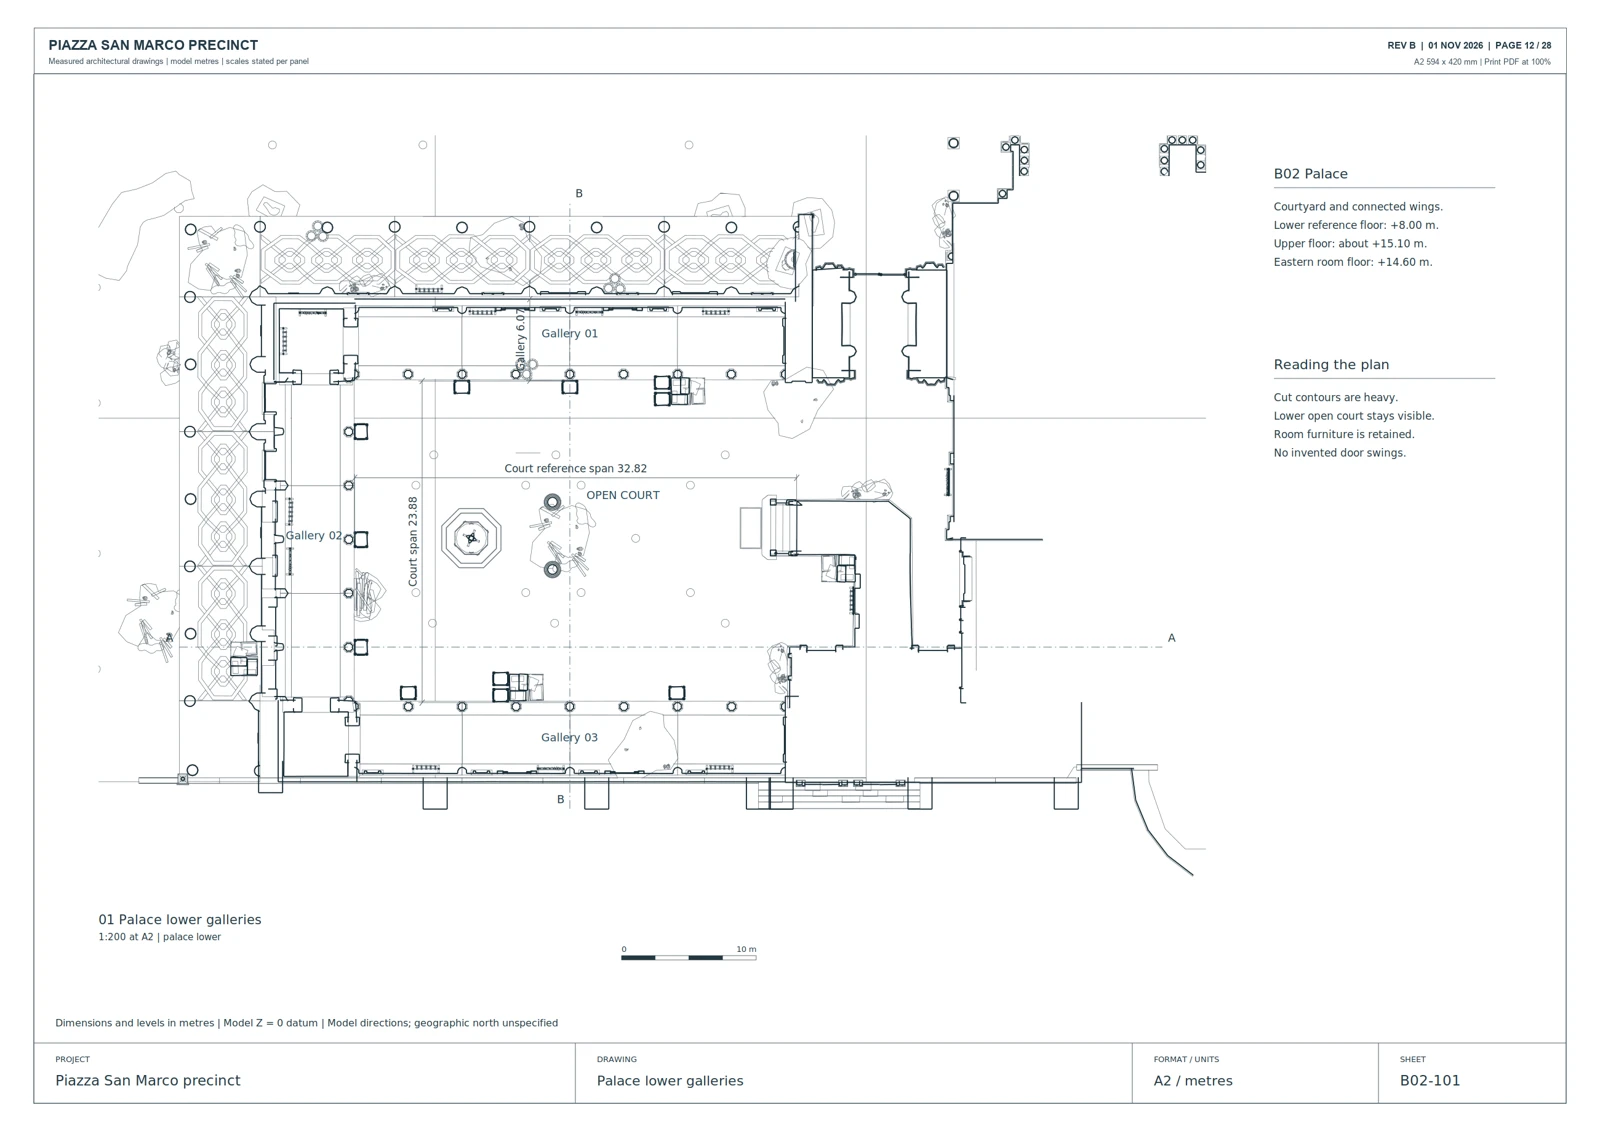 PIAZZA SAN MARCO PRECINCT
Measured architectural drawings | model metres | scales stated per panel
REV B | 01 NOV 2026 | PAGE 12 / 28
A2 594 x 420 mm | Print PDF at 100%
B
B02 Palace
Courtyard and connected wings.
Lower reference floor: +8.00 m.
Upper floor: about +15.10 m.
Eastern room floor: +14.60 m.
Gallery 6.07
Gallery 01
Reading the plan
Cut contours are heavy.
Lower open court stays visible.
Room furniture is retained.
No invented door swings.
Court reference span 32.82
OPEN COURT
Court span 23.88
Gallery 02
A
A
Gallery 03
B
01 Palace lower galleries
1:200 at A2 | palace lower
0 10 m
Dimensions and levels in metres | Model Z = 0 datum | Model directions; geographic north unspecified
PROJECT
Piazza San Marco precinct
DRAWING
Palace lower galleries
FORMAT / UNITS
A2 / metres
SHEET
B02-101